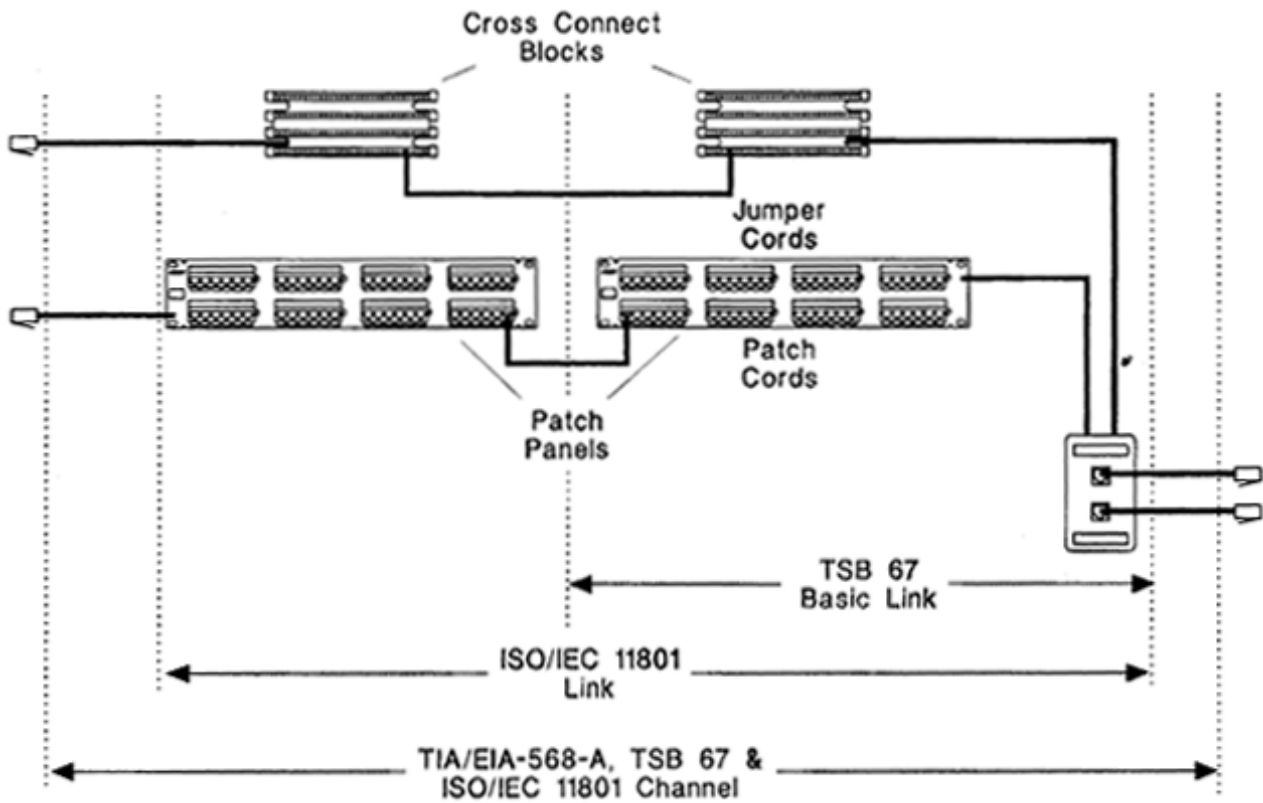 Cross Connect
Blocks
Jumper
Cords
Patch
Cords
Patch
Panels
TSB 67
Basic Link
ISO/IEC 11801
Link
TIA/EIA-568-A, TSB 67 &
ISO/IEC 11801 Channel